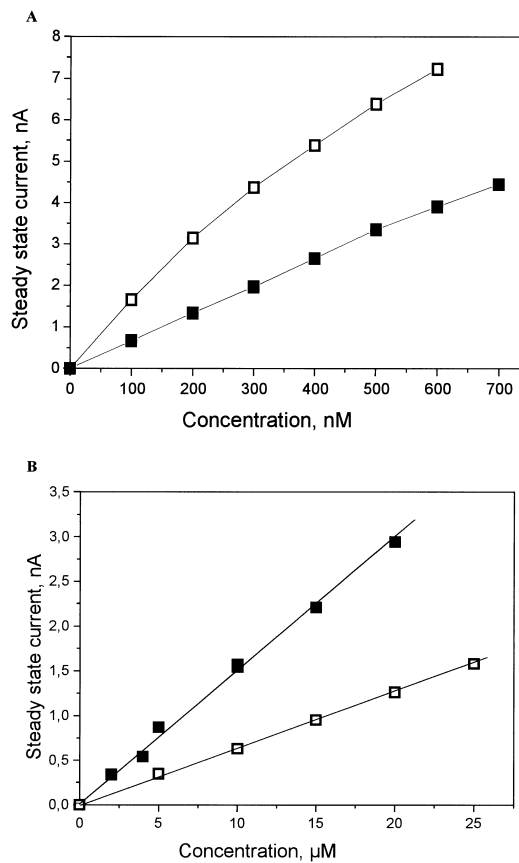 A
8
7
6
5
4
3
2
1
0
Steady state current, nA
0 100 200 300 400 500 600 700
Concentration, nM
B
3,5
3,0
2,5
2,0
1,5
1,0
0,5
0,0
Steady state current, nA
0 5 10 15 20 25
Concentration, µM